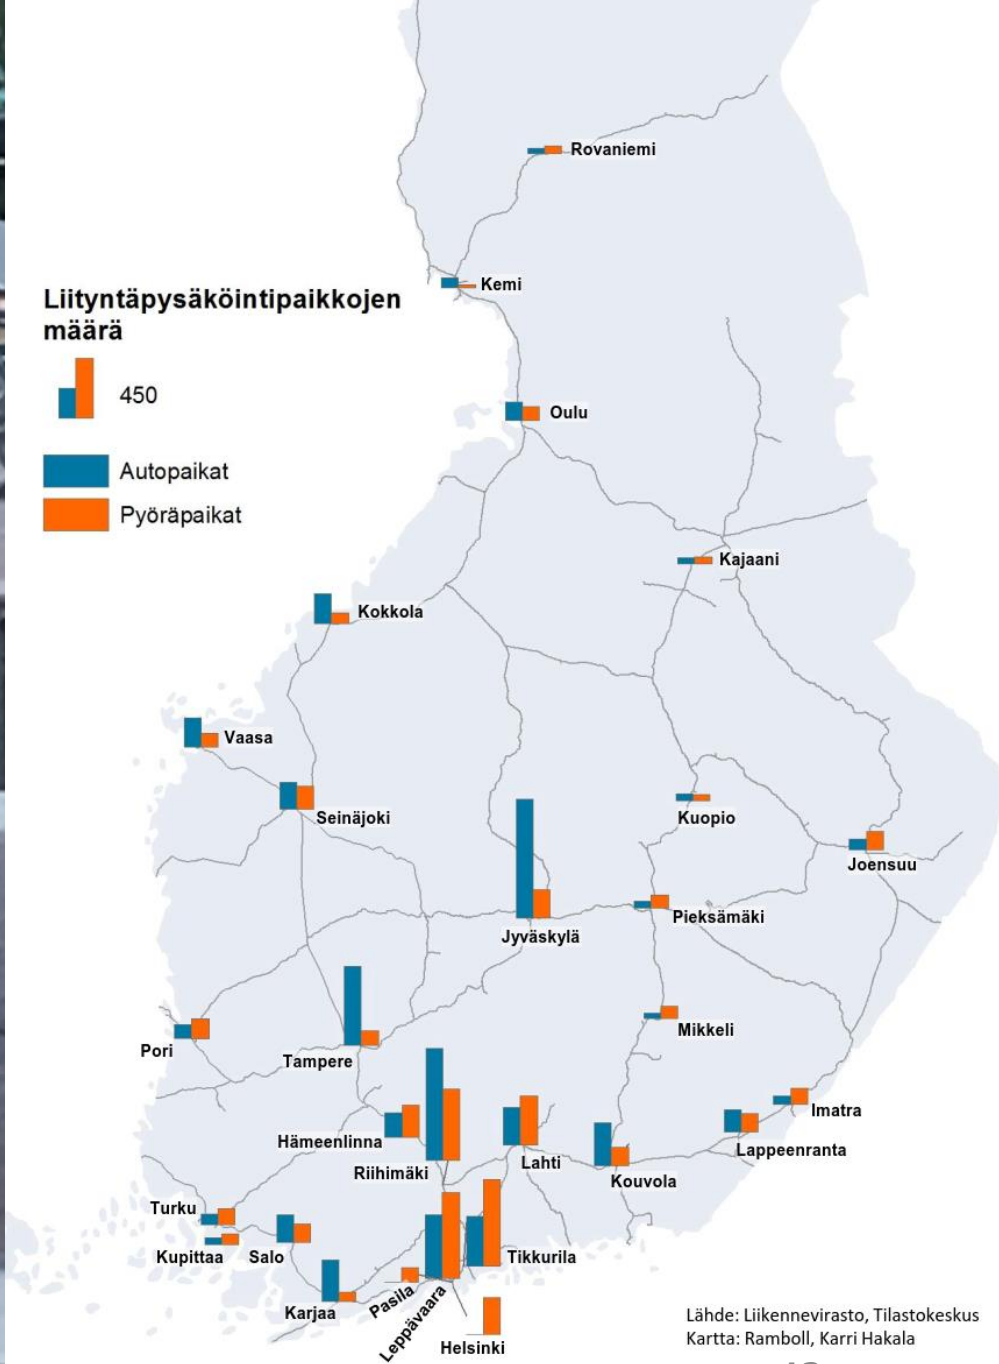 Rovaniemi
Kemi
Liityntäpysäköintipaikkojen
määrä
450
Oulu
Autopaikat
Pyöräpaikat
Kajaani
Kokkola
Vaasa
Seinäjoki
Kuopio
Joensuu
Pieksämäki
Jyväskylä
Mikkeli
Pori
Tampere
Imatra
Hämeenlinna
Lappeenranta
Lahti
Riihimäki
Kouvola
Turku
Kupittaa
Salo
Tikkurila
Karjaa
Pasila
Leppävaara
Helsinki
Lähde: Liikennevirasto, Tilastokeskus
Kartta: Ramboll, Karri Hakala